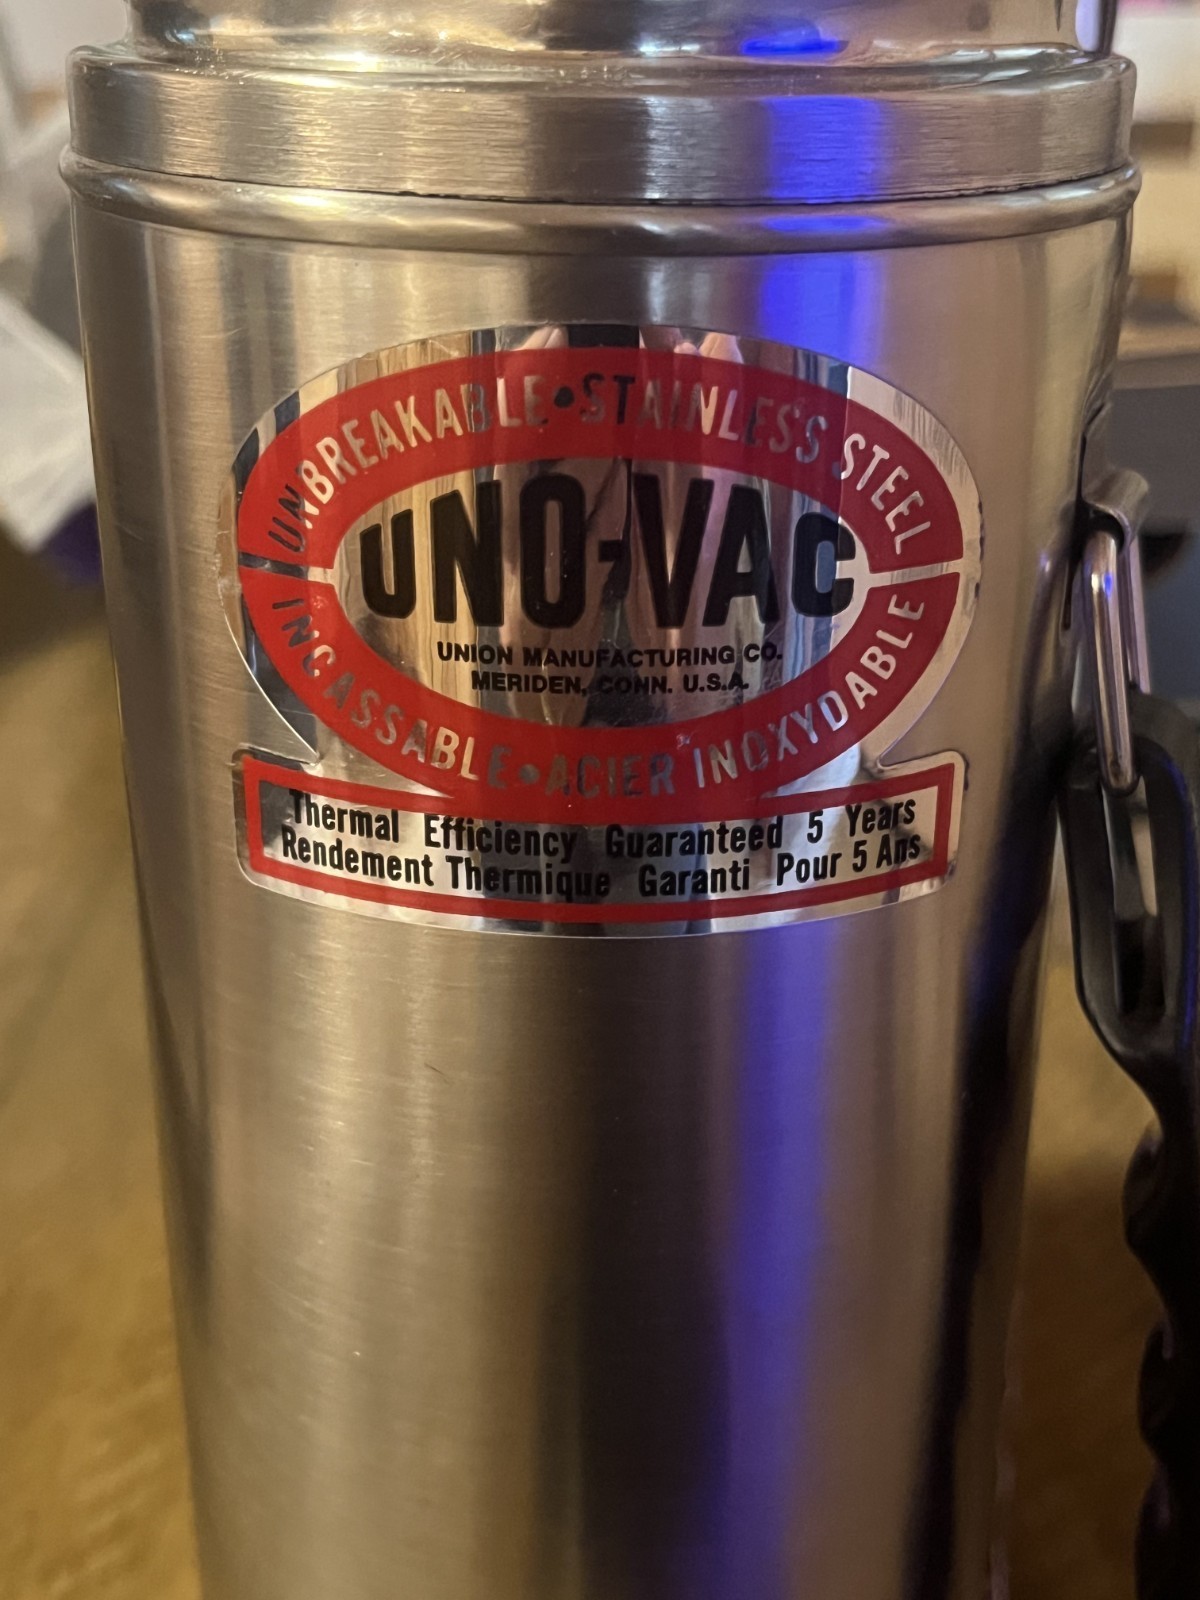 UNBREAKABLE•STAINLESS STEEL
UNO-VAC
UNION MANUFACTURING CO.
MERIDEN, CONN. U.S.A.
INCASSABLE•ACIER INOXYDABLE
Thermal Efficiency Guaranteed 5 Years
Rendement Thermique Garanti Pour 5 Ans